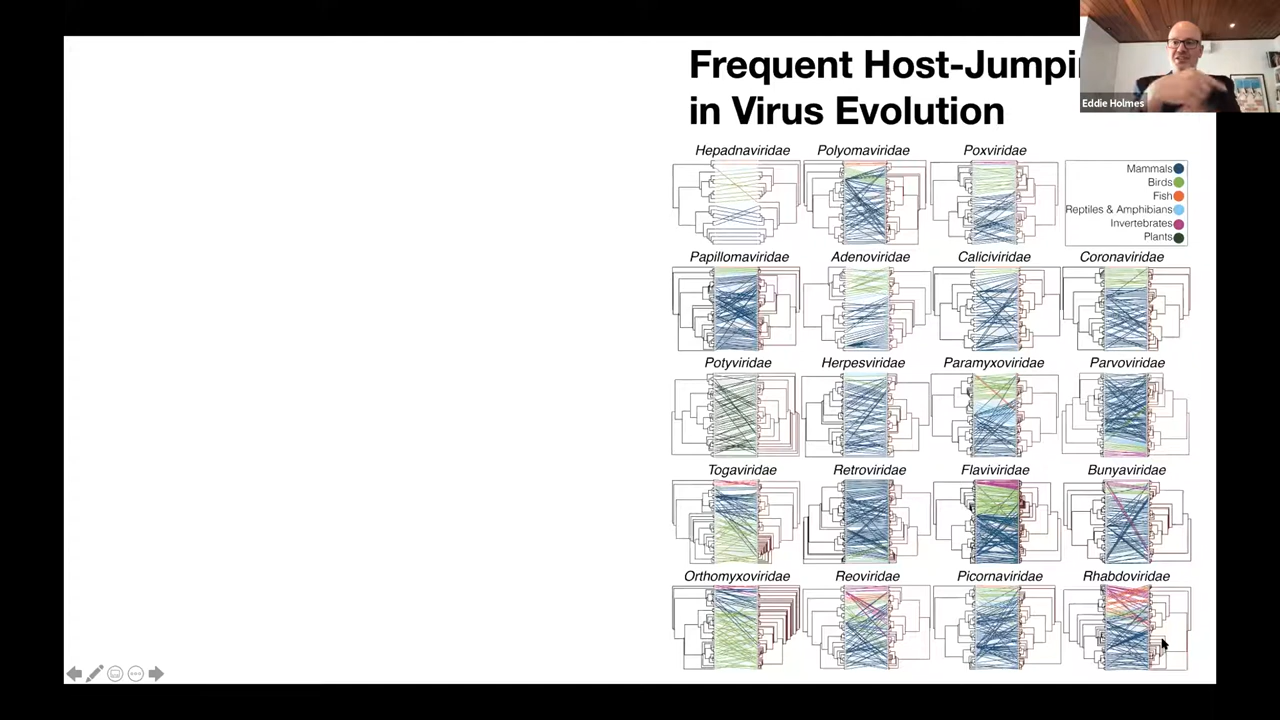 Frequent Host-Jumpi
in Virus Evolution
Eddie Holmes
Hepadnaviridae Polyomaviridae Poxviridae
Mammals
Birds
Fish
Reptiles & Amphibians
Invertebrates
Plants
Papillomaviridae Adenoviridae Caliciviridae Coronaviridae
Potyviridae Herpesviridae Paramyxoviridae Parvoviridae
Togaviridae Retroviridae Flaviviridae Bunyaviridae
Orthomyxoviridae Reoviridae Picornaviridae Rhabdoviridae